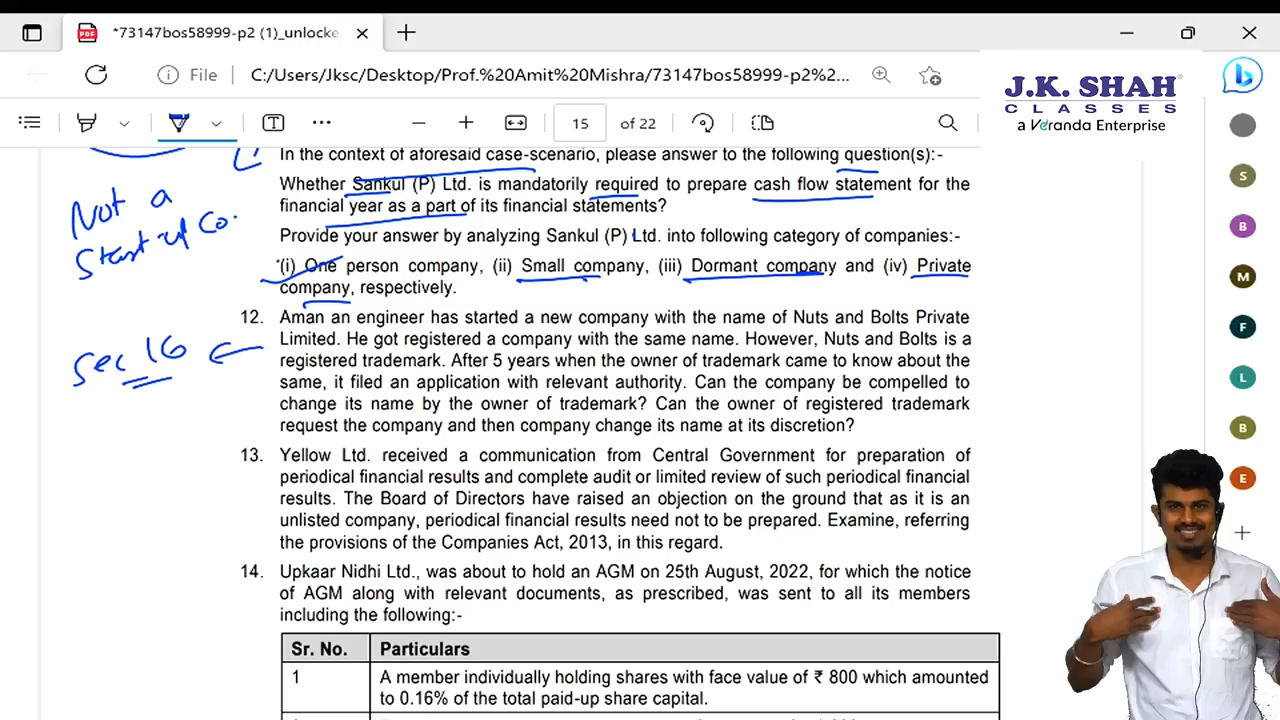 *73147bos58999-p2 (1)_unlocke
File
C:/Users/Jksc/Desktop/Prof.%20Amit%20Mishra/73147bos58999-p2%2...
J.K. SHAH
CLASSES
a Veranda Enterprise
15 of 22
In the context of aforesaid case-scenario, please answer to the following question(s):-
Whether Sankul (P) Ltd. is mandatorily required to prepare cash flow statement for the
financial year as a part of its financial statements?
Provide your answer by analyzing Sankul (P) Ltd. into following category of companies:-
(i) One person company, (ii) Small company, (iii) Dormant company and (iv) Private
company, respectively.
Not a
Start-up Co.
12. Aman an engineer has started a new company with the name of Nuts and Bolts Private
Limited. He got registered a company with the same name. However, Nuts and Bolts is a
registered trademark. After 5 years when the owner of trademark came to know about the
same, it filed an application with relevant authority. Can the company be compelled to
change its name by the owner of trademark? Can the owner of registered trademark
request the company and then company change its name at its discretion?
Sec 16
13. Yellow Ltd. received a communication from Central Government for preparation of
periodical financial results and complete audit or limited review of such periodical financial
results. The Board of Directors have raised an objection on the ground that as it is an
unlisted company, periodical financial results need not to be prepared. Examine, referring
the provisions of the Companies Act, 2013, in this regard.
14. Upkaar Nidhi Ltd., was about to hold an AGM on 25th August, 2022, for which the notice
of AGM along with relevant documents, as prescribed, was sent to all its members
including the following:-
Sr. No. Particulars
1 A member individually holding shares with face value of ₹ 800 which amounted
to 0.16% of the total paid-up share capital.
S
B
M
F
L
B
E